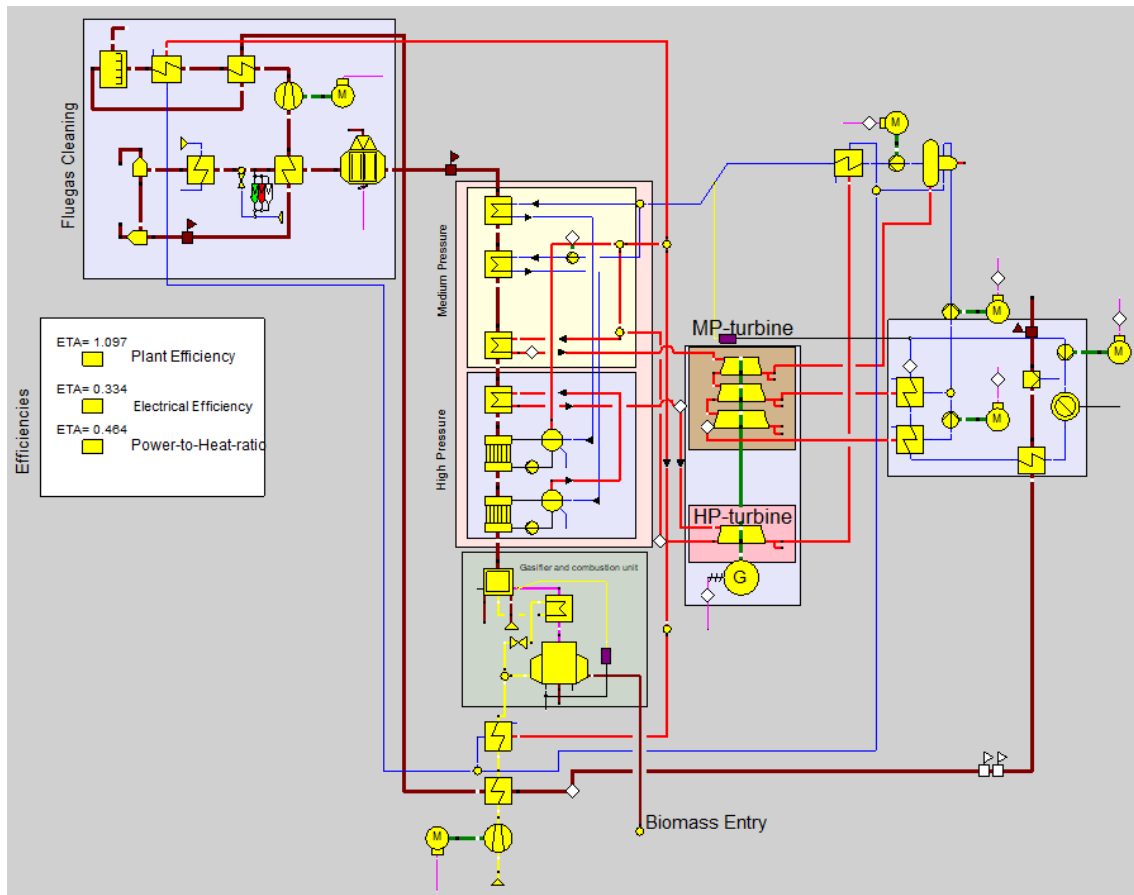 Fluegas Cleaning
M
M
Medium Pressure
MP-turbine
M
M
M
ETA= 1.097
Plant Efficiency
ETA= 0.334
Electrical Efficiency
ETA= 0.464
Power-to-Heat-ratio
Efficiencies
High Pressure
HP-turbine
G
Gasifier and combustion unit
Biomass Entry
M